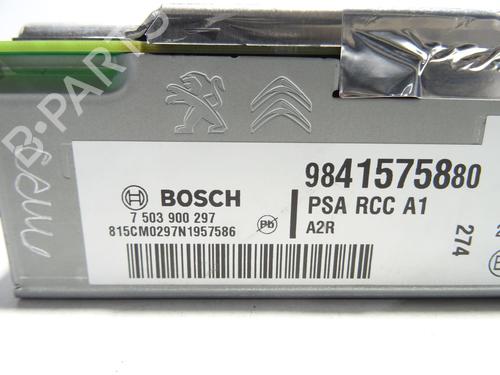 B-PARTS
BOSCH
7 503 900 297
815CM0297N1957586
Pb
9841575880
PSA RCC A1
A2R
274